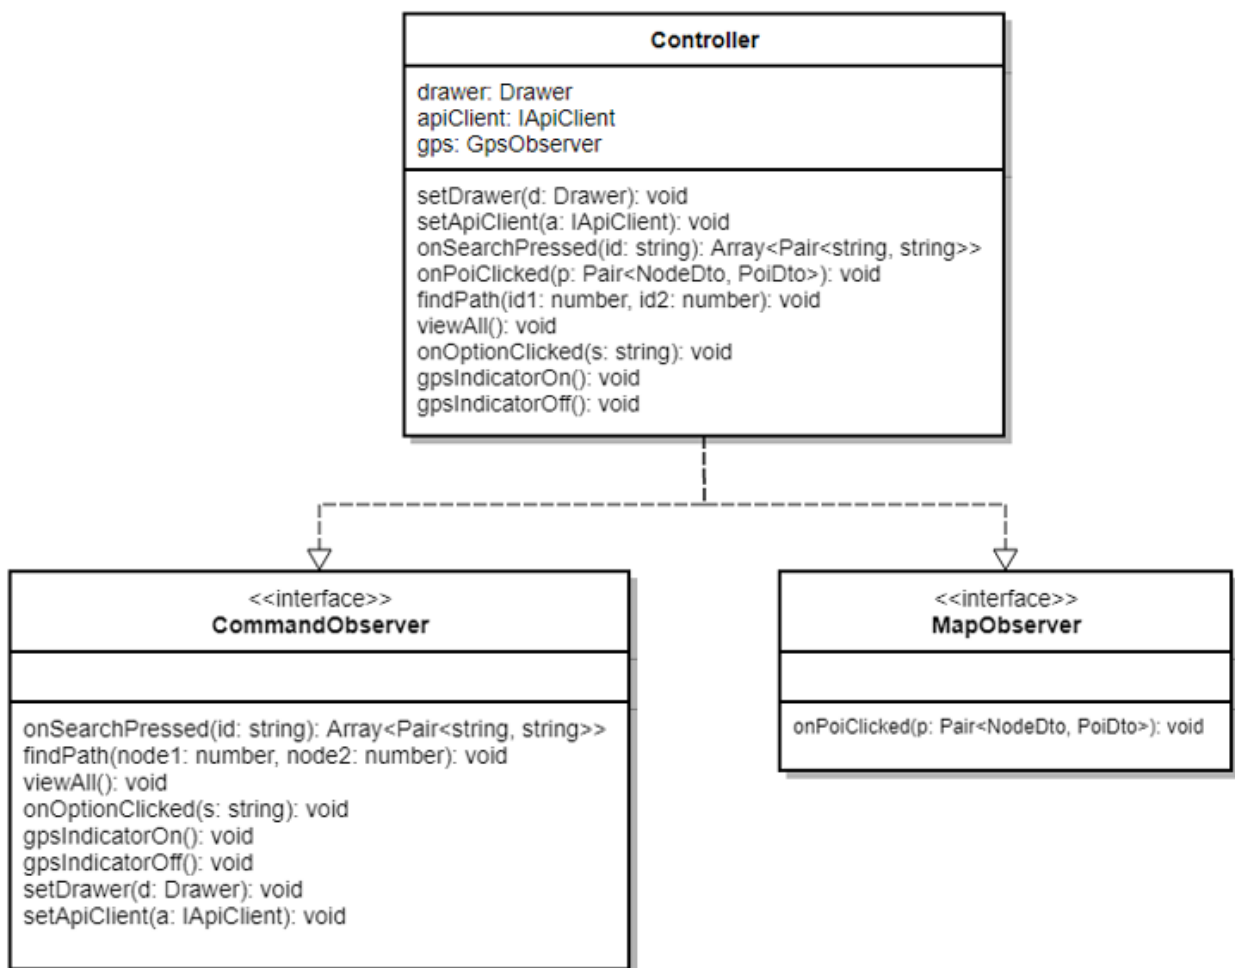 Controller
drawer: Drawer
apiClient: IApiClient
gps: GpsObserver
setDrawer(d: Drawer): void
setApiClient(a: IApiClient): void
onSearchPressed(id: string): Array<Pair<string, string>>
onPoiClicked(p: Pair<NodeDto, PoiDto>): void
findPath(id1: number, id2: number): void
viewAll(): void
onOptionClicked(s: string): void
gpsIndicatorOn(): void
gpsIndicatorOff(): void
<<interface>>
CommandObserver
onSearchPressed(id: string): Array<Pair<string, string>>
findPath(node1: number, node2: number): void
viewAll(): void
onOptionClicked(s: string): void
gpsIndicatorOn(): void
gpsIndicatorOff(): void
setDrawer(d: Drawer): void
setApiClient(a: IApiClient): void
<<interface>>
MapObserver
onPoiClicked(p: Pair<NodeDto, PoiDto>): void